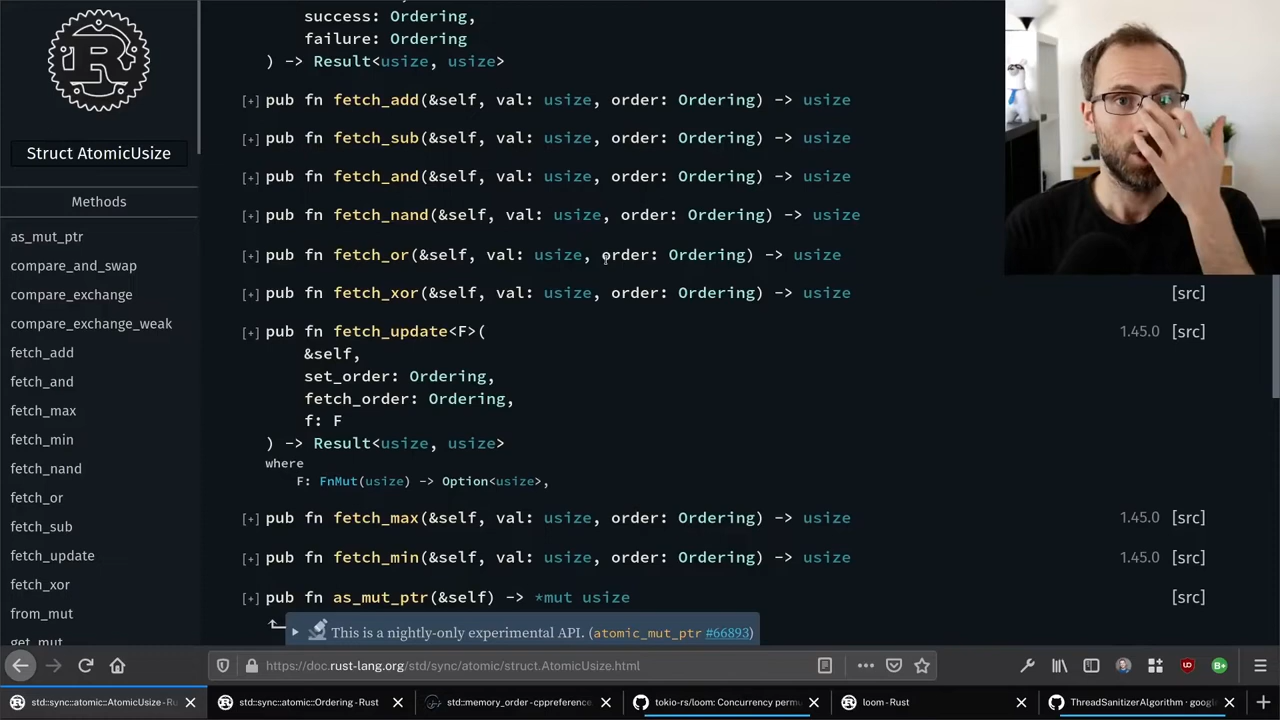 success: Ordering,
failure: Ordering
) -> Result<usize, usize>
[+] pub fn fetch_add(&self, val: usize, order: Ordering) -> usize
[+] pub fn fetch_sub(&self, val: usize, order: Ordering) -> usize
[+] pub fn fetch_and(&self, val: usize, order: Ordering) -> usize
[+] pub fn fetch_nand(&self, val: usize, order: Ordering) -> usize
[+] pub fn fetch_or(&self, val: usize, order: Ordering) -> usize
[+] pub fn fetch_xor(&self, val: usize, order: Ordering) -> usize [src]
[+] pub fn fetch_update<F>( 1.45.0 [src]
&self,
set_order: Ordering,
fetch_order: Ordering,
f: F
) -> Result<usize, usize>
where
F: FnMut(usize) -> Option<usize>,
[+] pub fn fetch_max(&self, val: usize, order: Ordering) -> usize 1.45.0 [src]
[+] pub fn fetch_min(&self, val: usize, order: Ordering) -> usize 1.45.0 [src]
[+] pub fn as_mut_ptr(&self) -> *mut usize [src]
This is a nightly-only experimental API. (atomic_mut_ptr #66893)
R
Struct AtomicUsize
Methods
as_mut_ptr
compare_and_swap
compare_exchange
compare_exchange_weak
fetch_add
fetch_and
fetch_max
fetch_min
fetch_nand
fetch_or
fetch_sub
fetch_update
fetch_xor
from_mut
get_mut
https://doc.rust-lang.org/std/sync/atomic/struct.AtomicUsize.html
std::sync::atomic::AtomicUsize - Ru
std::sync::atomic::Ordering - Rust
std::memory_order - cppreference.
tokio-rs/loom: Concurrency permu
loom - Rust
ThreadSanitizerAlgorithm · google